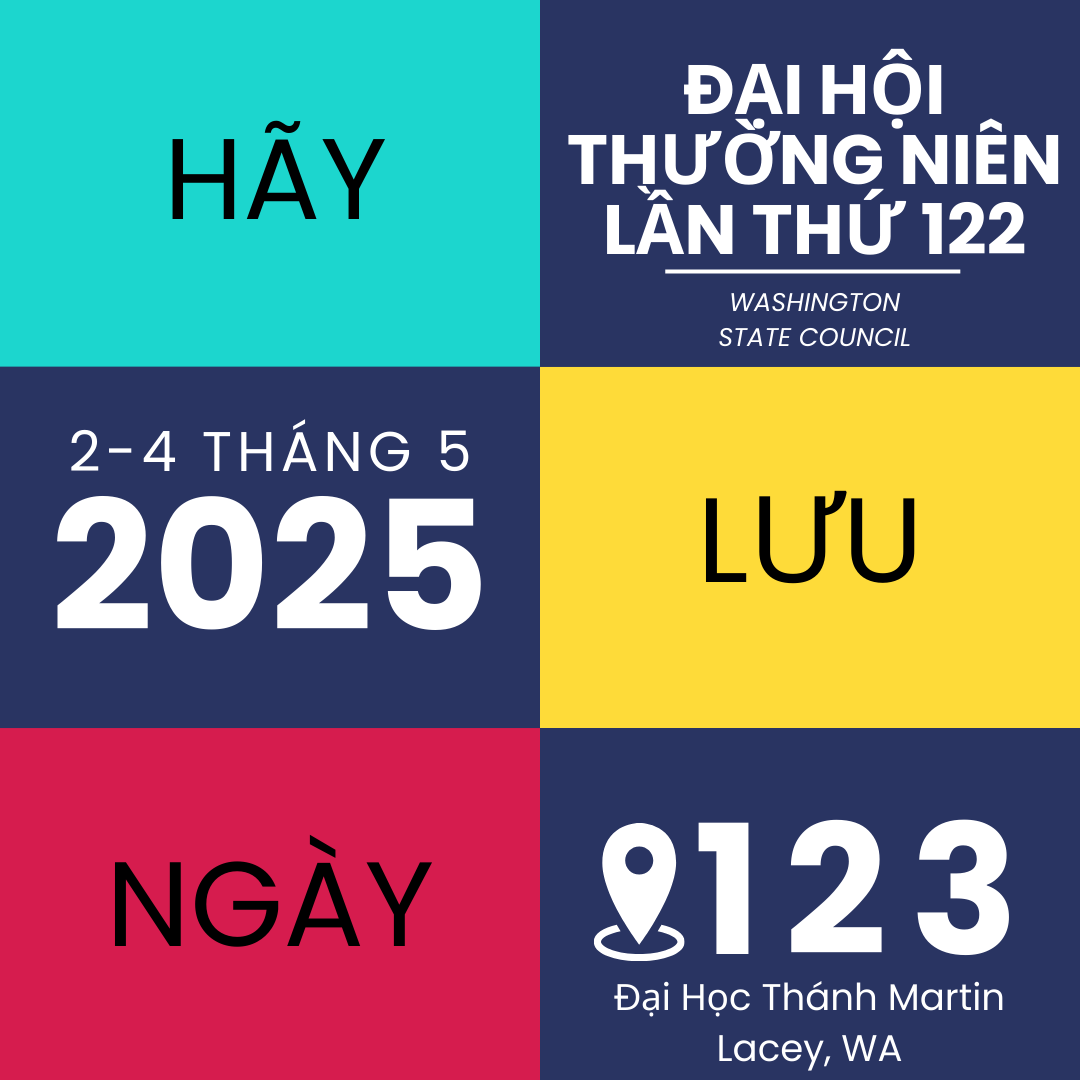 HÃY
ĐẠI HỘI
THƯỜNG NIÊN
LẦN THỨ 122
WASHINGTON
STATE COUNCIL
2-4 THÁNG 5
2025
LƯU
NGÀY
123
Đại Học Thánh Martin
Lacey, WA